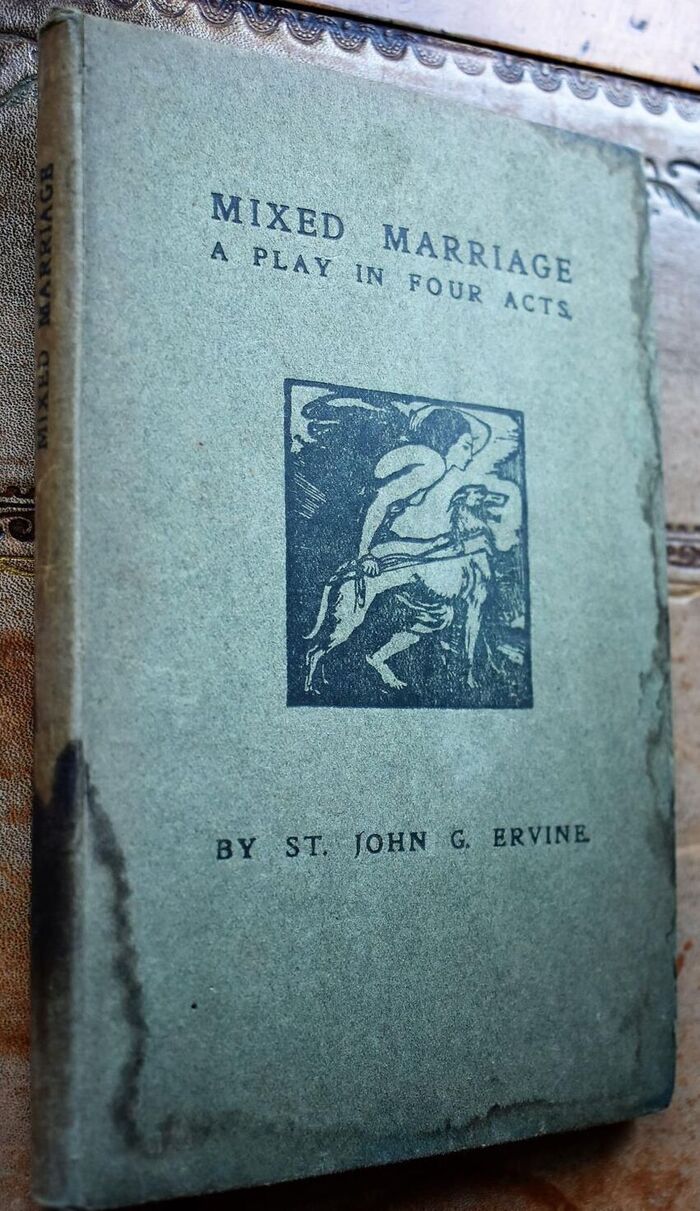 MIXED MARRIAGE
MIXED MARRIAGE
A PLAY IN FOUR ACTS.
BY ST. JOHN G. ERVINE.